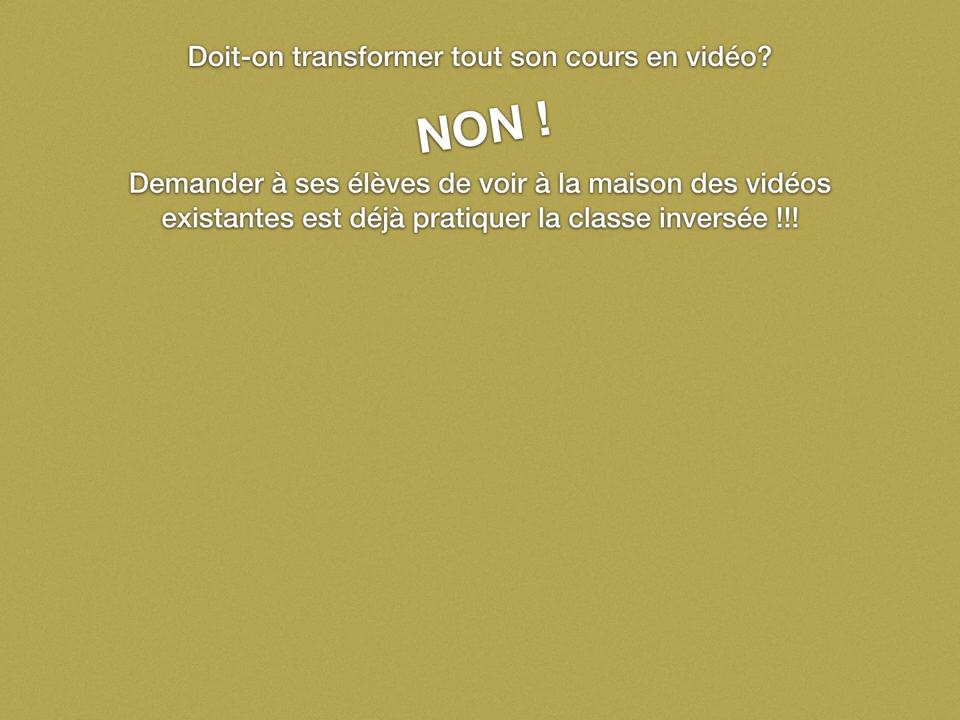 Doit-on transformer tout son cours en vidéo?
NON !
Demander à ses élèves de voir à la maison des vidéos
existantes est déjà pratiquer la classe inversée !!!